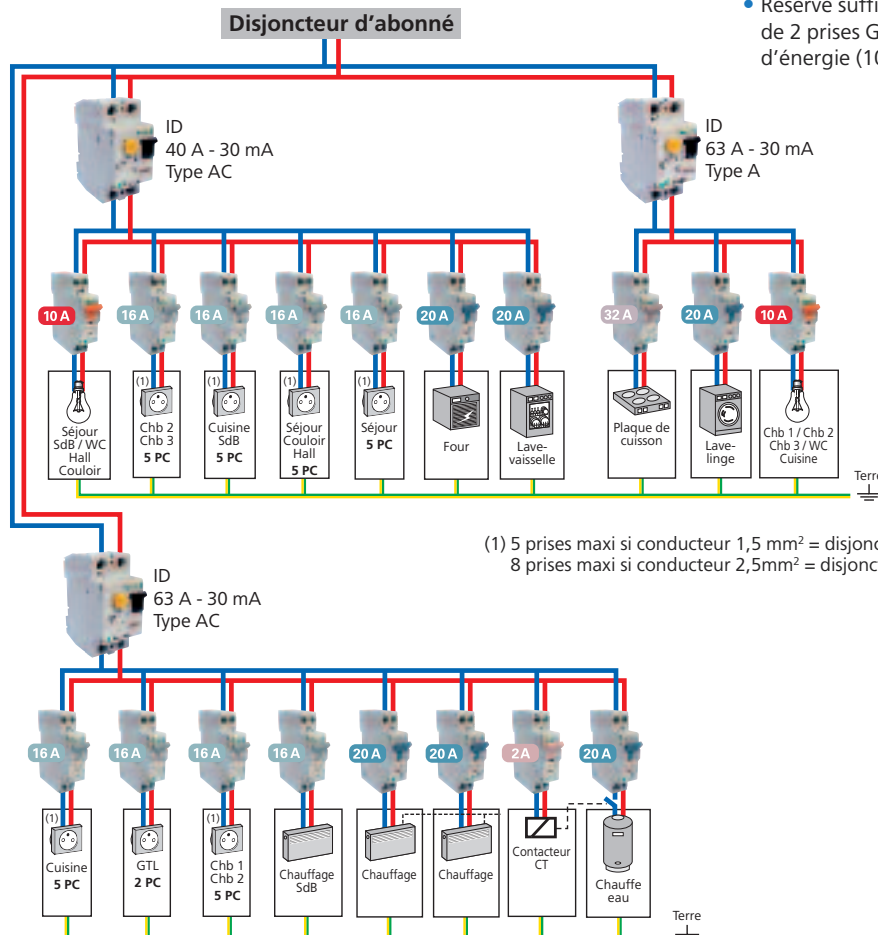 Disjoncteur d'abonné
• Réserve suffi
de 2 prises G
d'énergie (10
ID
40 A - 30 mA
Type AC
ID
63 A - 30 mA
Type A
10 A
16 A
16 A
16 A
16 A
20 A
20 A
32 A
20 A
10 A
Séjour
SdB / WC
Hall
Couloir
(1)
Chb 2
Chb 3
5 PC
(1)
Cuisine
SdB
5 PC
(1)
Séjour
Couloir
Hall
5 PC
(1)
Séjour
5 PC
Four
Lave-
vaisselle
Plaque de
cuisson
Lave-
linge
Chb 1 / Chb 2
Chb 3 / WC
Cuisine
Terre
(1) 5 prises maxi si conducteur 1,5 mm² = disjonc
8 prises maxi si conducteur 2,5mm² = disjonc
ID
63 A - 30 mA
Type AC
16 A
16 A
16 A
16 A
20 A
20 A
2A
20 A
(1)
Cuisine
5 PC
GTL
2 PC
(1)
Chb 1
Chb 2
5 PC
Chauffage
SdB
Chauffage
Chauffage
Contacteur
CT
Chauffe
eau
Terre